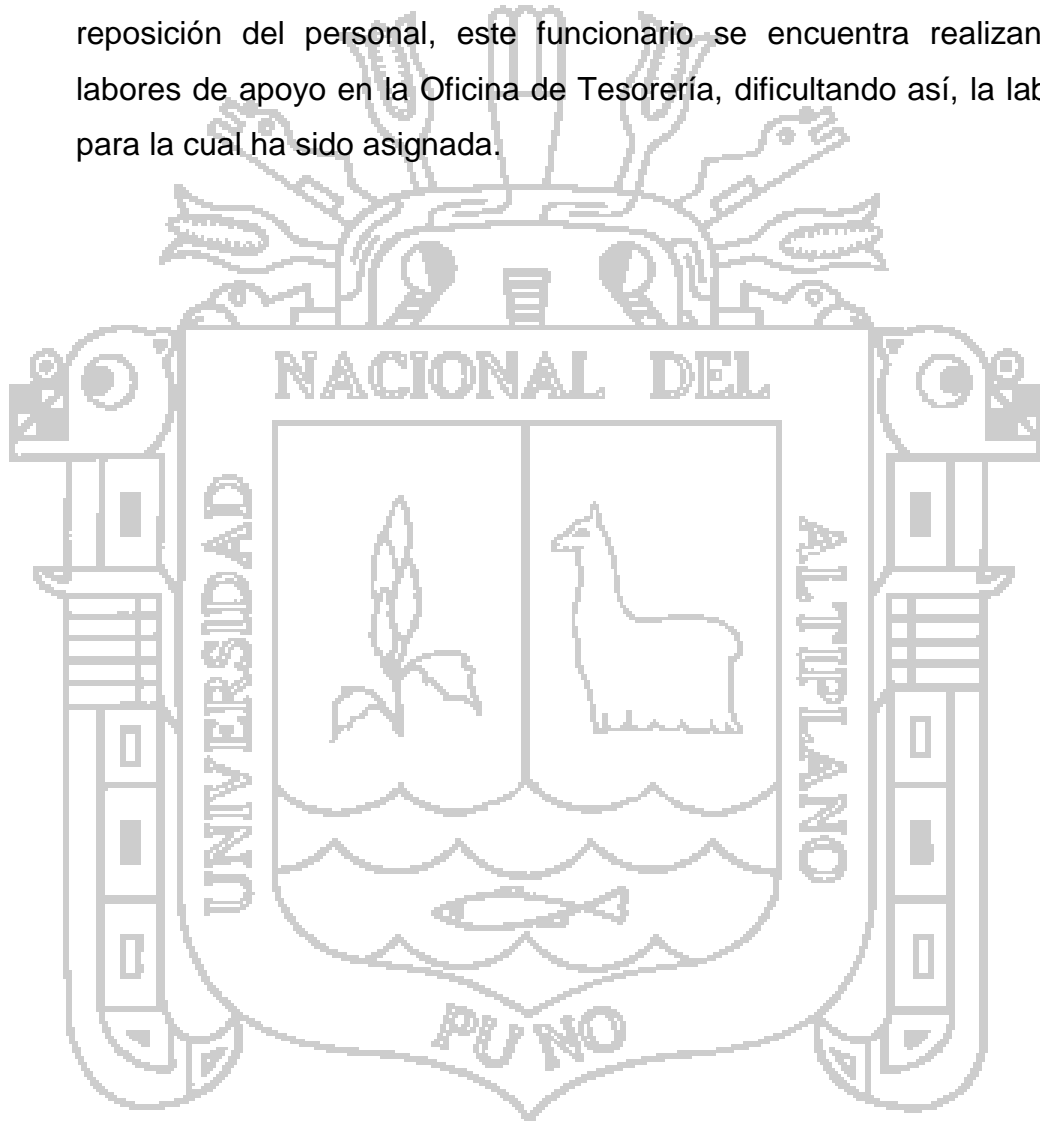 reposición del personal, este funcionario se encuentra realizan
labores de apoyo en la Oficina de Tesorería, dificultando así, la lab
para la cual ha sido asignada.
NACIONAL DEL
UNIVERSIDAD
ALTIPLANO
PUNO